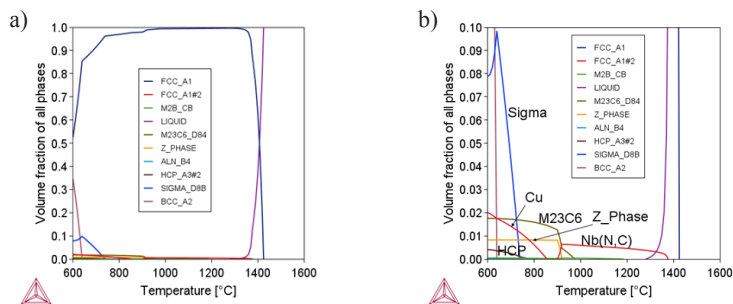 a)
Volume fraction of all phases
1.0
0.9
0.8
0.7
0.6
0.5
0.4
0.3
0.2
0.1
0.0
FCC_A1
FCC_A1#2
M2B_CB
LIQUID
M23C6_D84
Z_PHASE
ALN_B4
HCP_A3#2
SIGMA_D8B
BCC_A2
600 800 1000 1200 1400 1600
Temperature [°C]
b)
Volume fraction of all phases
0.10
0.09
0.08
0.07
0.06
0.05
0.04
0.03
0.02
0.01
0.00
FCC_A1
FCC_A1#2
M2B_CB
LIQUID
M23C6_D84
Z_PHASE
ALN_B4
HCP_A3#2
SIGMA_D8B
BCC_A2
Sigma
Cu
M23C6
Z_Phase
Nb(N,C)
HCP
600 800 1000 1200 1400 1600
Temperature [°C]